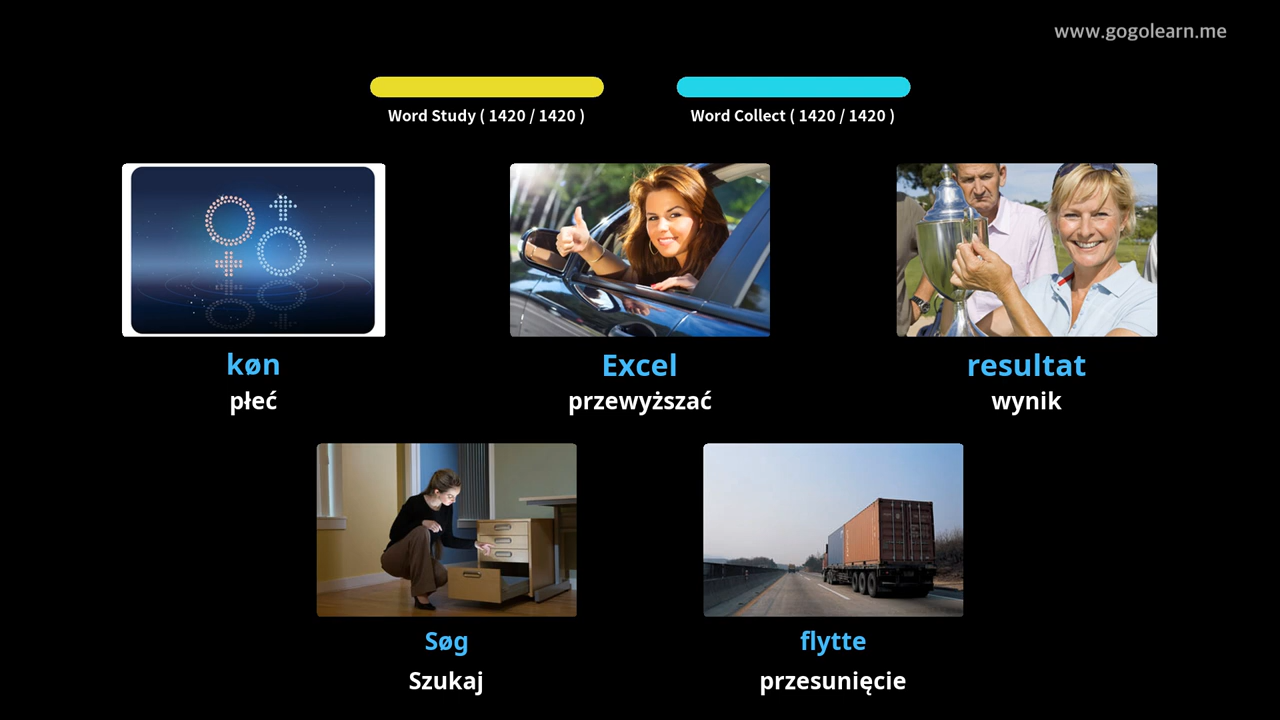 www.gogolearn.me
Word Study ( 1420 / 1420 )
Word Collect ( 1420 / 1420 )
køn
płeć
Excel
przewyższać
resultat
wynik
Søg
Szukaj
flytte
przesunięcie